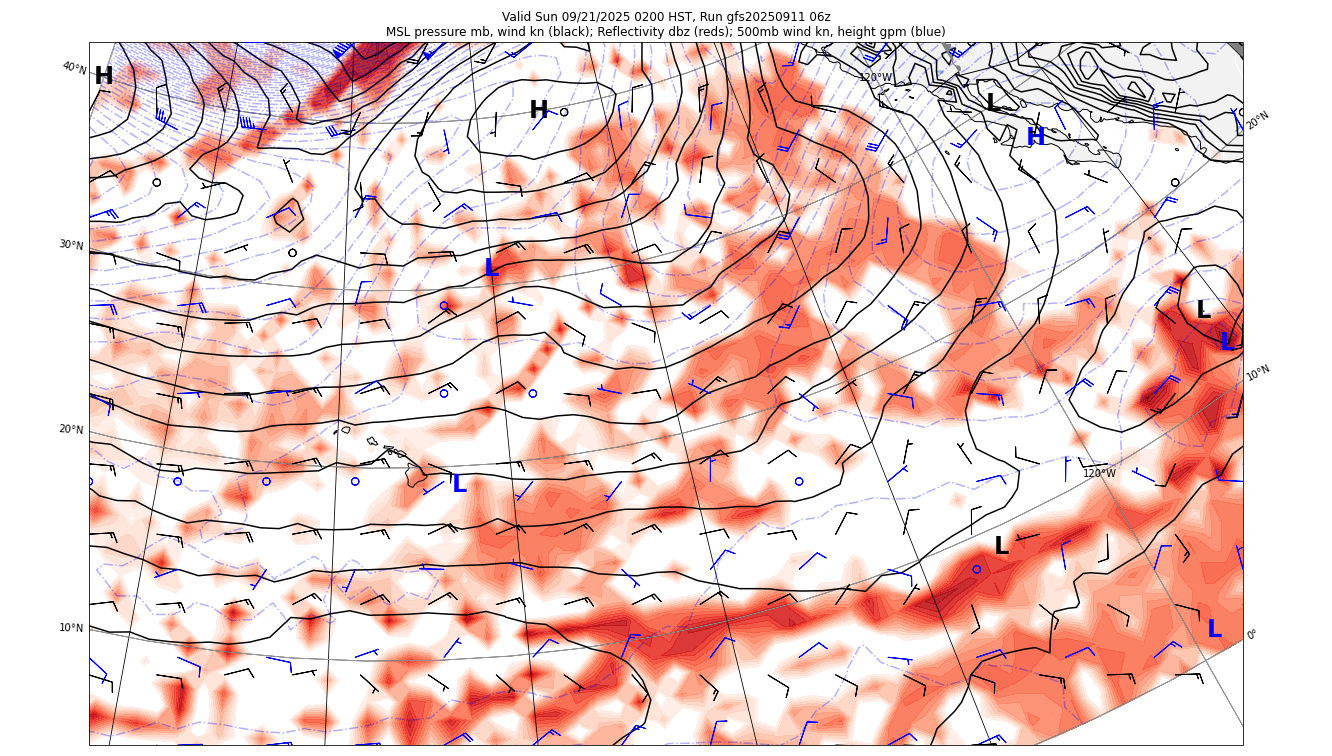 Valid Sun 09/21/2025 0200 HST, Run gfs20250911 06z
MSL pressure mb, wind kn (black); Reflectivity dbz (reds); 500mb wind kn, height gpm (blue)
40°N
H
H
120°W
L
0
H
20°N
30°N
L
L
L
10°N
20°N
L
120°W
L
10°N
L
0°